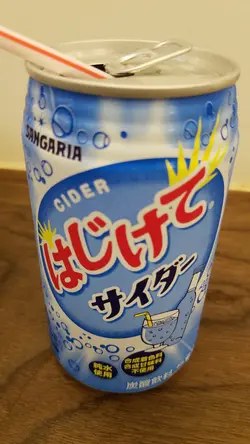 SANGARIA
CIDER
はじけて
サイダー
純水
使用
合成着色料
合成甘味料
不使用
炭酸飲料